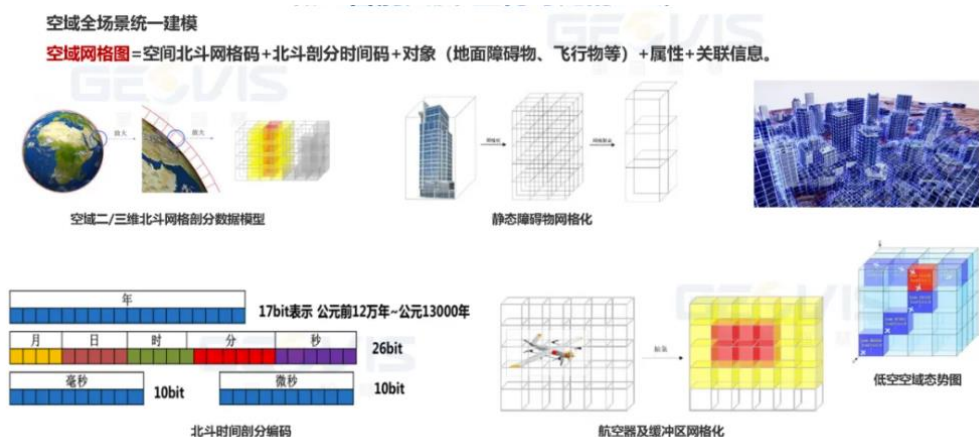 空域全场景统一建模
空域网格图=空间北斗网格码+北斗剖分时间码+对象（地面障碍物、飞行物等）+属性+关联信息。
GEOVIS
放大
放大
空域二/三维北斗网格剖分数据模型
静态障碍物网格化
年
17bit表示 公元前12万年~公元13000年
月 日 时 分 秒
26bit
毫秒
10bit
微秒
10bit
北斗时间剖分编码
航空器及缓冲区网格化
低空空域态势图